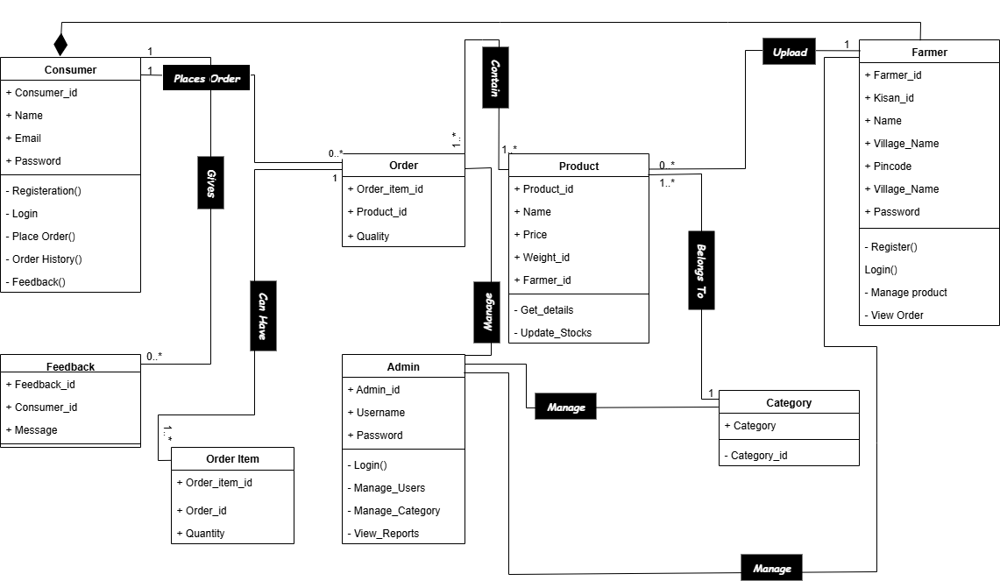 Consumer
+ Consumer_id
+ Name
+ Email
+ Password
- Registeration()
- Login
- Place Order()
- Order History()
- Feedback()
1
1
Places Order
Gives
0..*
Feedback
+ Feedback_id
+ Consumer_id
+ Message
0..*
1
Can Have
1..*
Order Item
+ Order_item_id
+ Order_id
+ Quantity
Order
+ Order_item_id
+ Product_id
+ Quality
1..*
Contain
1..*
Manage
Admin
+ Admin_id
+ Username
+ Password
- Login()
- Manage_Users
- Manage_Category
- View_Reports
Product
+ Product_id
+ Name
+ Price
+ Weight_id
+ Farmer_id
- Get_details
- Update_Stocks
0..*
1..*
Upload
1
Belongs To
1
Manage
Category
+ Category
- Category_id
Farmer
+ Farmer_id
+ Kisan_id
+ Name
+ Village_Name
+ Pincode
+ Village_Name
+ Password
- Register()
Login()
- Manage product
- View Order
Manage